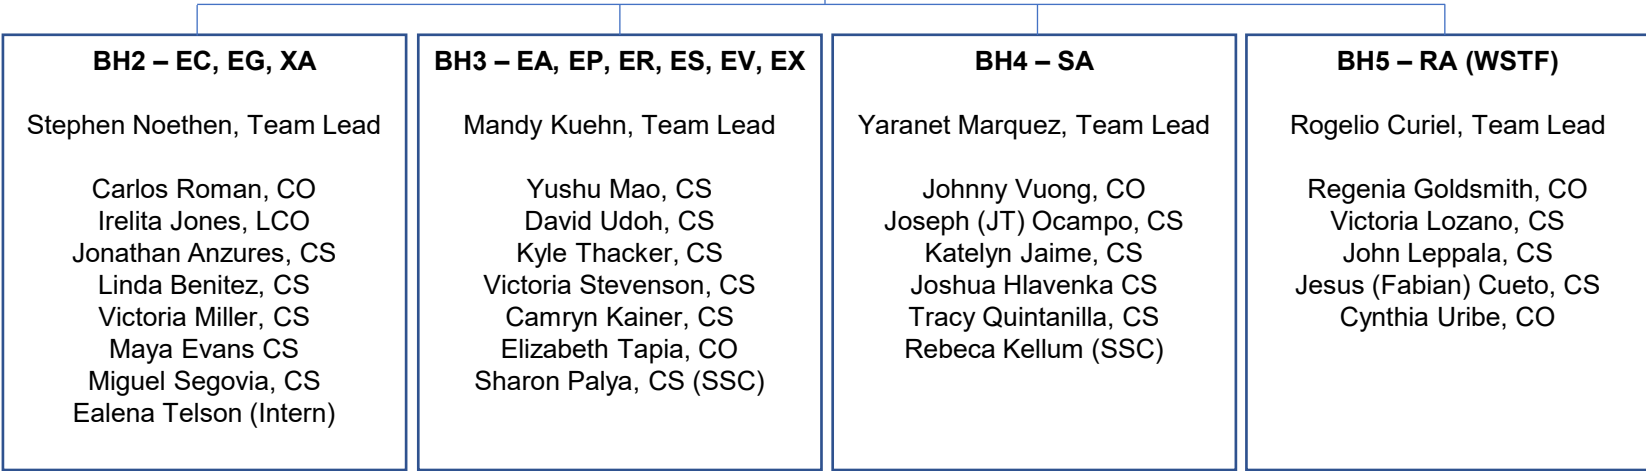 BH2 – EC, EG, XA
Stephen Noethen, Team Lead
Carlos Roman, CO
Irelita Jones, LCO
Jonathan Anzures, CS
Linda Benitez, CS
Victoria Miller, CS
Maya Evans CS
Miguel Segovia, CS
Ealena Telson (Intern)
BH3 – EA, EP, ER, ES, EV, EX
Mandy Kuehn, Team Lead
Yushu Mao, CS
David Udoh, CS
Kyle Thacker, CS
Victoria Stevenson, CS
Camryn Kainer, CS
Elizabeth Tapia, CO
Sharon Palya, CS (SSC)
BH4 – SA
Yaranet Marquez, Team Lead
Johnny Vuong, CO
Joseph (JT) Ocampo, CS
Katelyn Jaime, CS
Joshua Hlavenka CS
Tracy Quintanilla, CS
Rebeca Kellum (SSC)
BH5 – RA (WSTF)
Rogelio Curiel, Team Lead
Regenia Goldsmith, CO
Victoria Lozano, CS
John Leppala, CS
Jesus (Fabian) Cueto, CS
Cynthia Uribe, CO